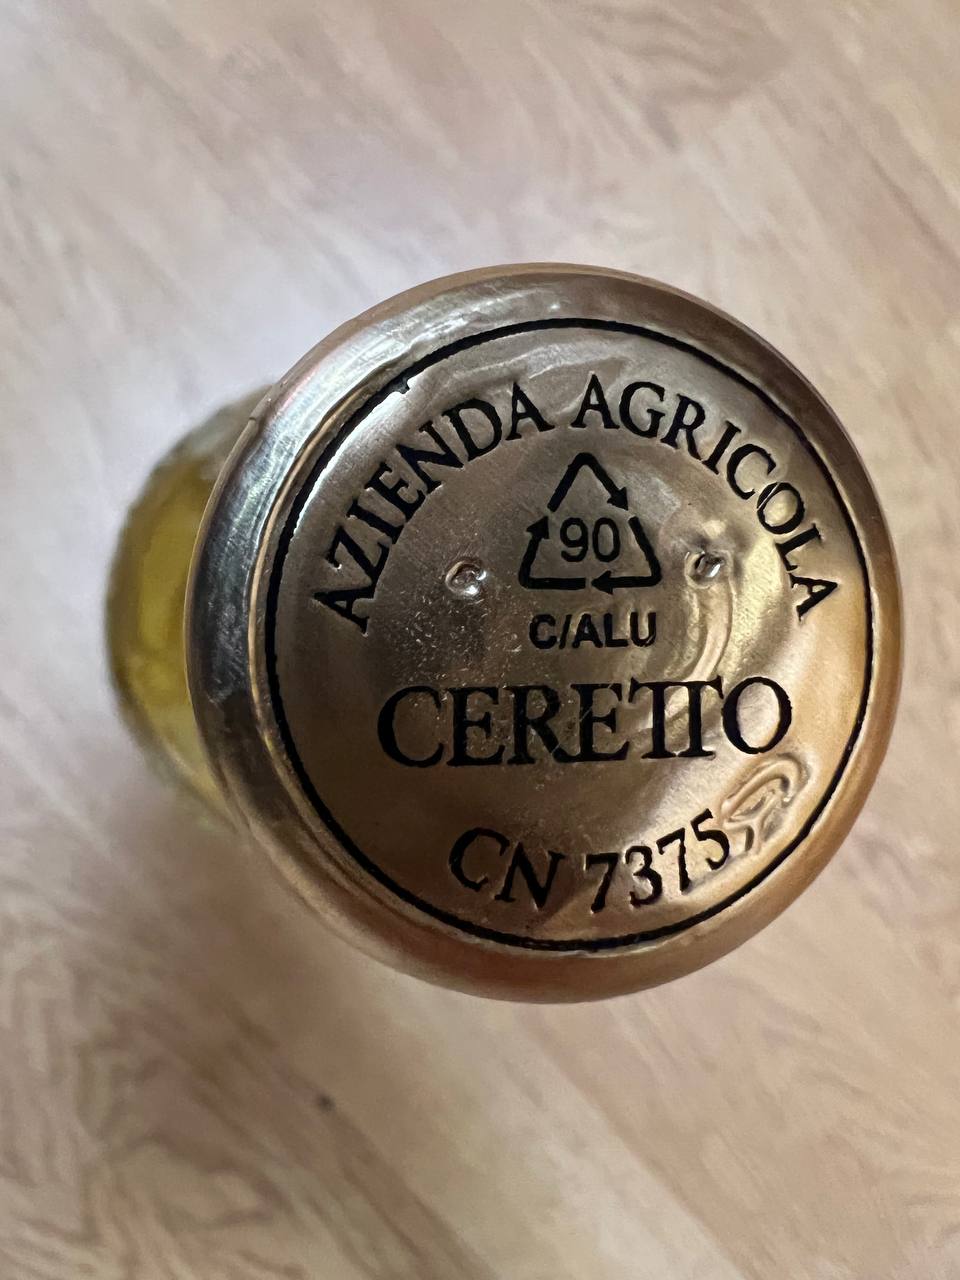 AZIENDA AGRICOLA
90
C/ALU
CERETTO
CN 7375